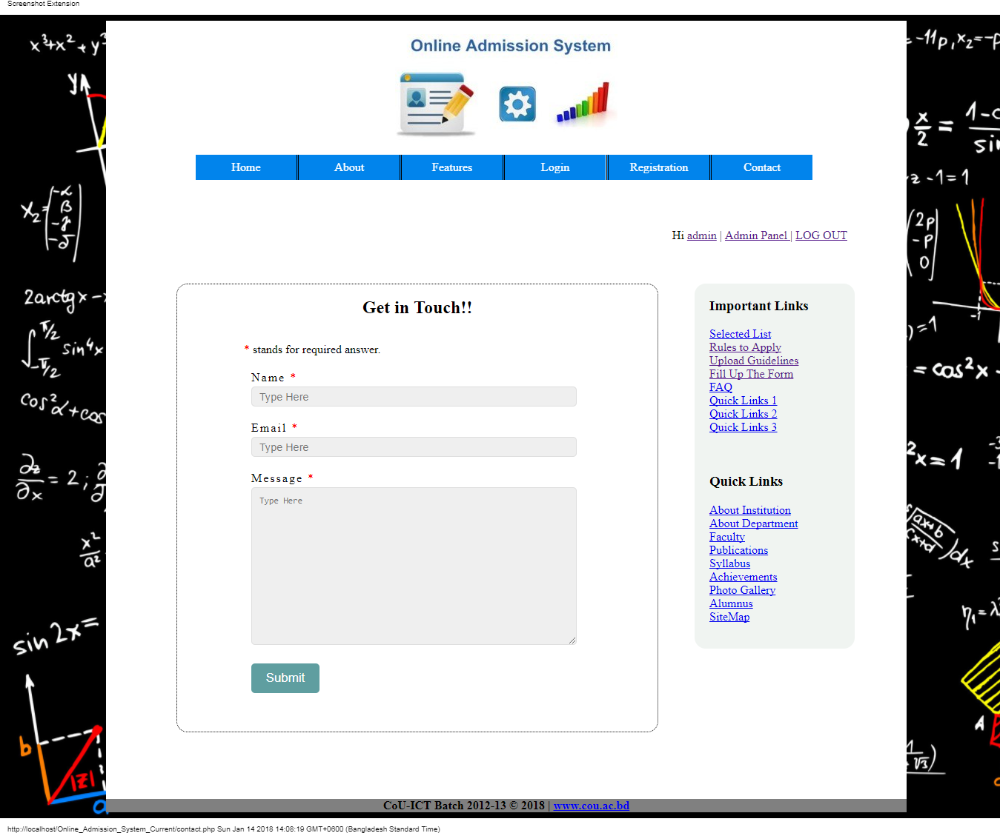 Screenshot Extension
Online Admission System
Home About Features Login Registration Contact
Hi admin | Admin Panel | LOG OUT
Get in Touch!!
* stands for required answer.
Name *
Type Here
Email *
Type Here
Message *
Type Here
Submit
Important Links
Selected List
Rules to Apply
Upload Guidelines
Fill Up The Form
FAQ
Quick Links 1
Quick Links 2
Quick Links 3
Quick Links
About Institution
About Department
Faculty
Publications
Syllabus
Achievements
Photo Gallery
Alumnus
SiteMap
CoU-ICT Batch 2012-13 © 2018 | www.cou.ac.bd
http://localhost/Online_Admission_System_Current/contact.php Sun Jan 14 2018 14:08:19 GMT+0600 (Bangladesh Standard Time)